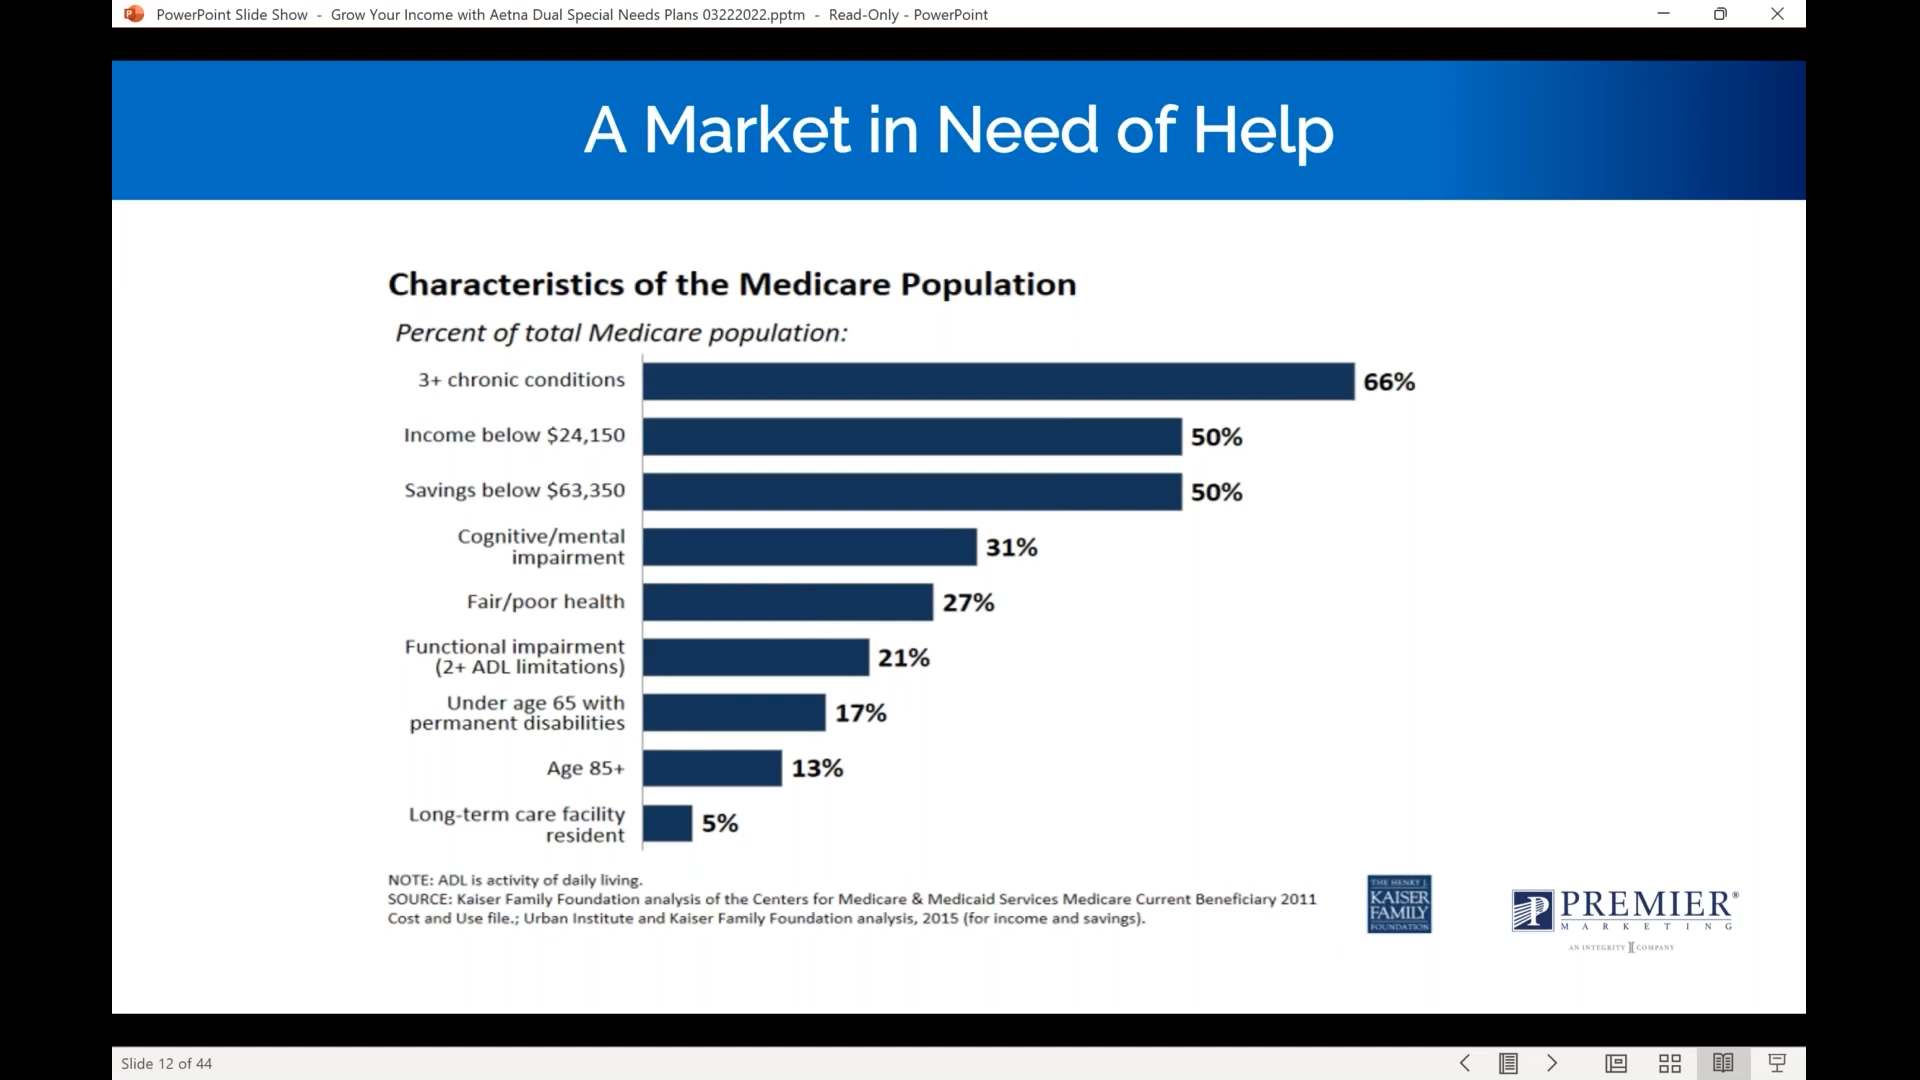 PowerPoint Slide Show - Grow Your Income with Aetna Dual Special Needs Plans 03222022.pptm - Read-Only - PowerPoint
A Market in Need of Help
Characteristics of the Medicare Population
Percent of total Medicare population:
3+ chronic conditions 66%
Income below $24,150 50%
Savings below $63,350 50%
Cognitive/mental
impairment 31%
Fair/poor health 27%
Functional impairment
(2+ ADL limitations) 21%
Under age 65 with
permanent disabilities 17%
Age 85+ 13%
Long-term care facility
resident 5%
NOTE: ADL is activity of daily living.
SOURCE: Kaiser Family Foundation analysis of the Centers for Medicare & Medicaid Services Medicare Current Beneficiary 2011
Cost and Use file.; Urban Institute and Kaiser Family Foundation analysis, 2015 (for income and savings).
THE HENRY J.
KAISER
FAMILY
FOUNDATION
PREMIER®
MARKETING
AN INTEGRITY COMPANY
Slide 12 of 44